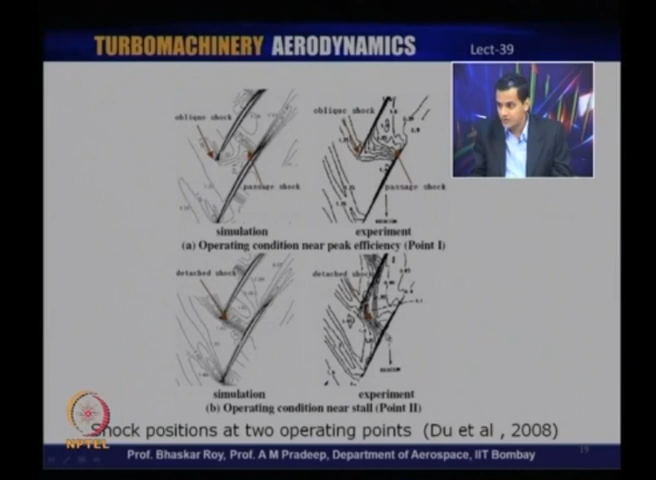 TURBOMACHINERY AERODYNAMICS
Lect-39
oblique shock
passage shock
simulation
oblique shock
passage shock
experiment
(a) Operating condition near peak efficiency (Point I)
detached shock
simulation
detached shock
experiment
(b) Operating condition near stall (Point II)
Shock positions at two operating points (Du et al , 2008)
NPTEL
Prof. Bhaskar Roy, Prof. A M Pradeep, Department of Aerospace, IIT Bombay
19